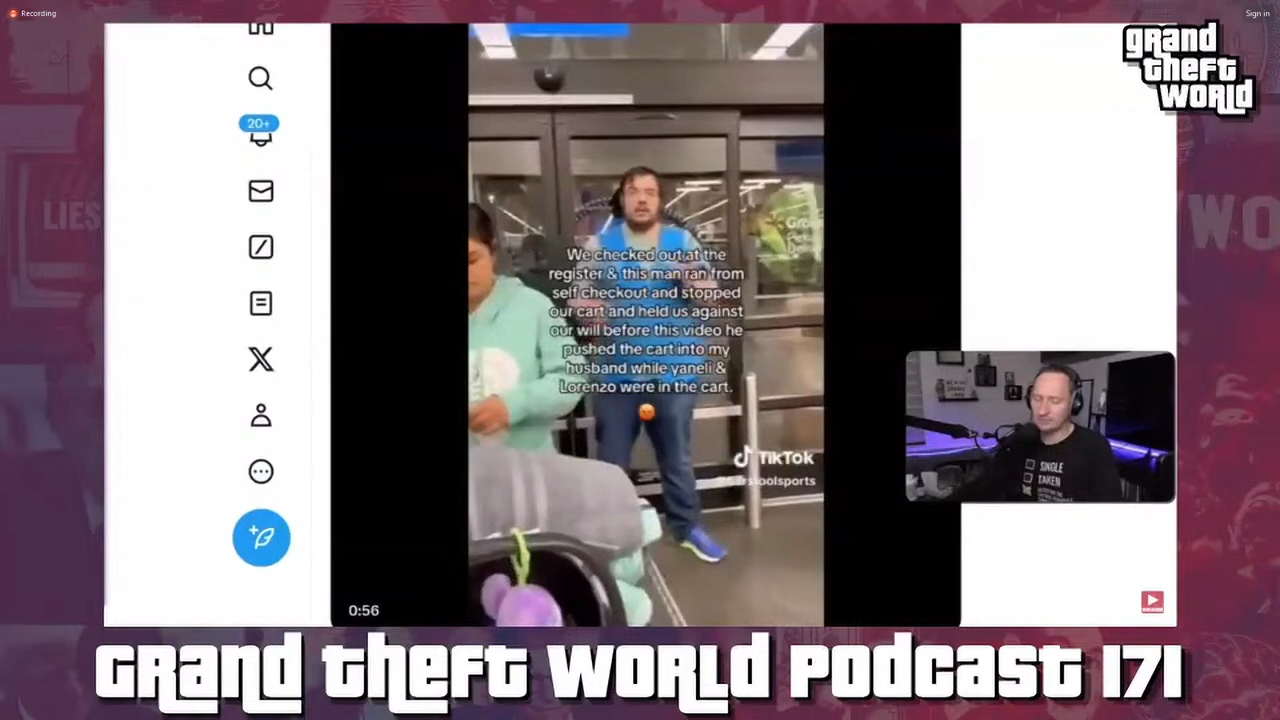 Recording
Sign in
grand
theft
world
20+
LIES
WO
We checked out at the
register & this man ran from
self checkout and stopped
our cart and held us against
our will before this video he
pushed the cart into my
husband while yaneli &
Lorenzo were in the cart.
TikTok
SINGLE
TAKEN
0:56
GRAND THEFT WORLD PODCAST 171